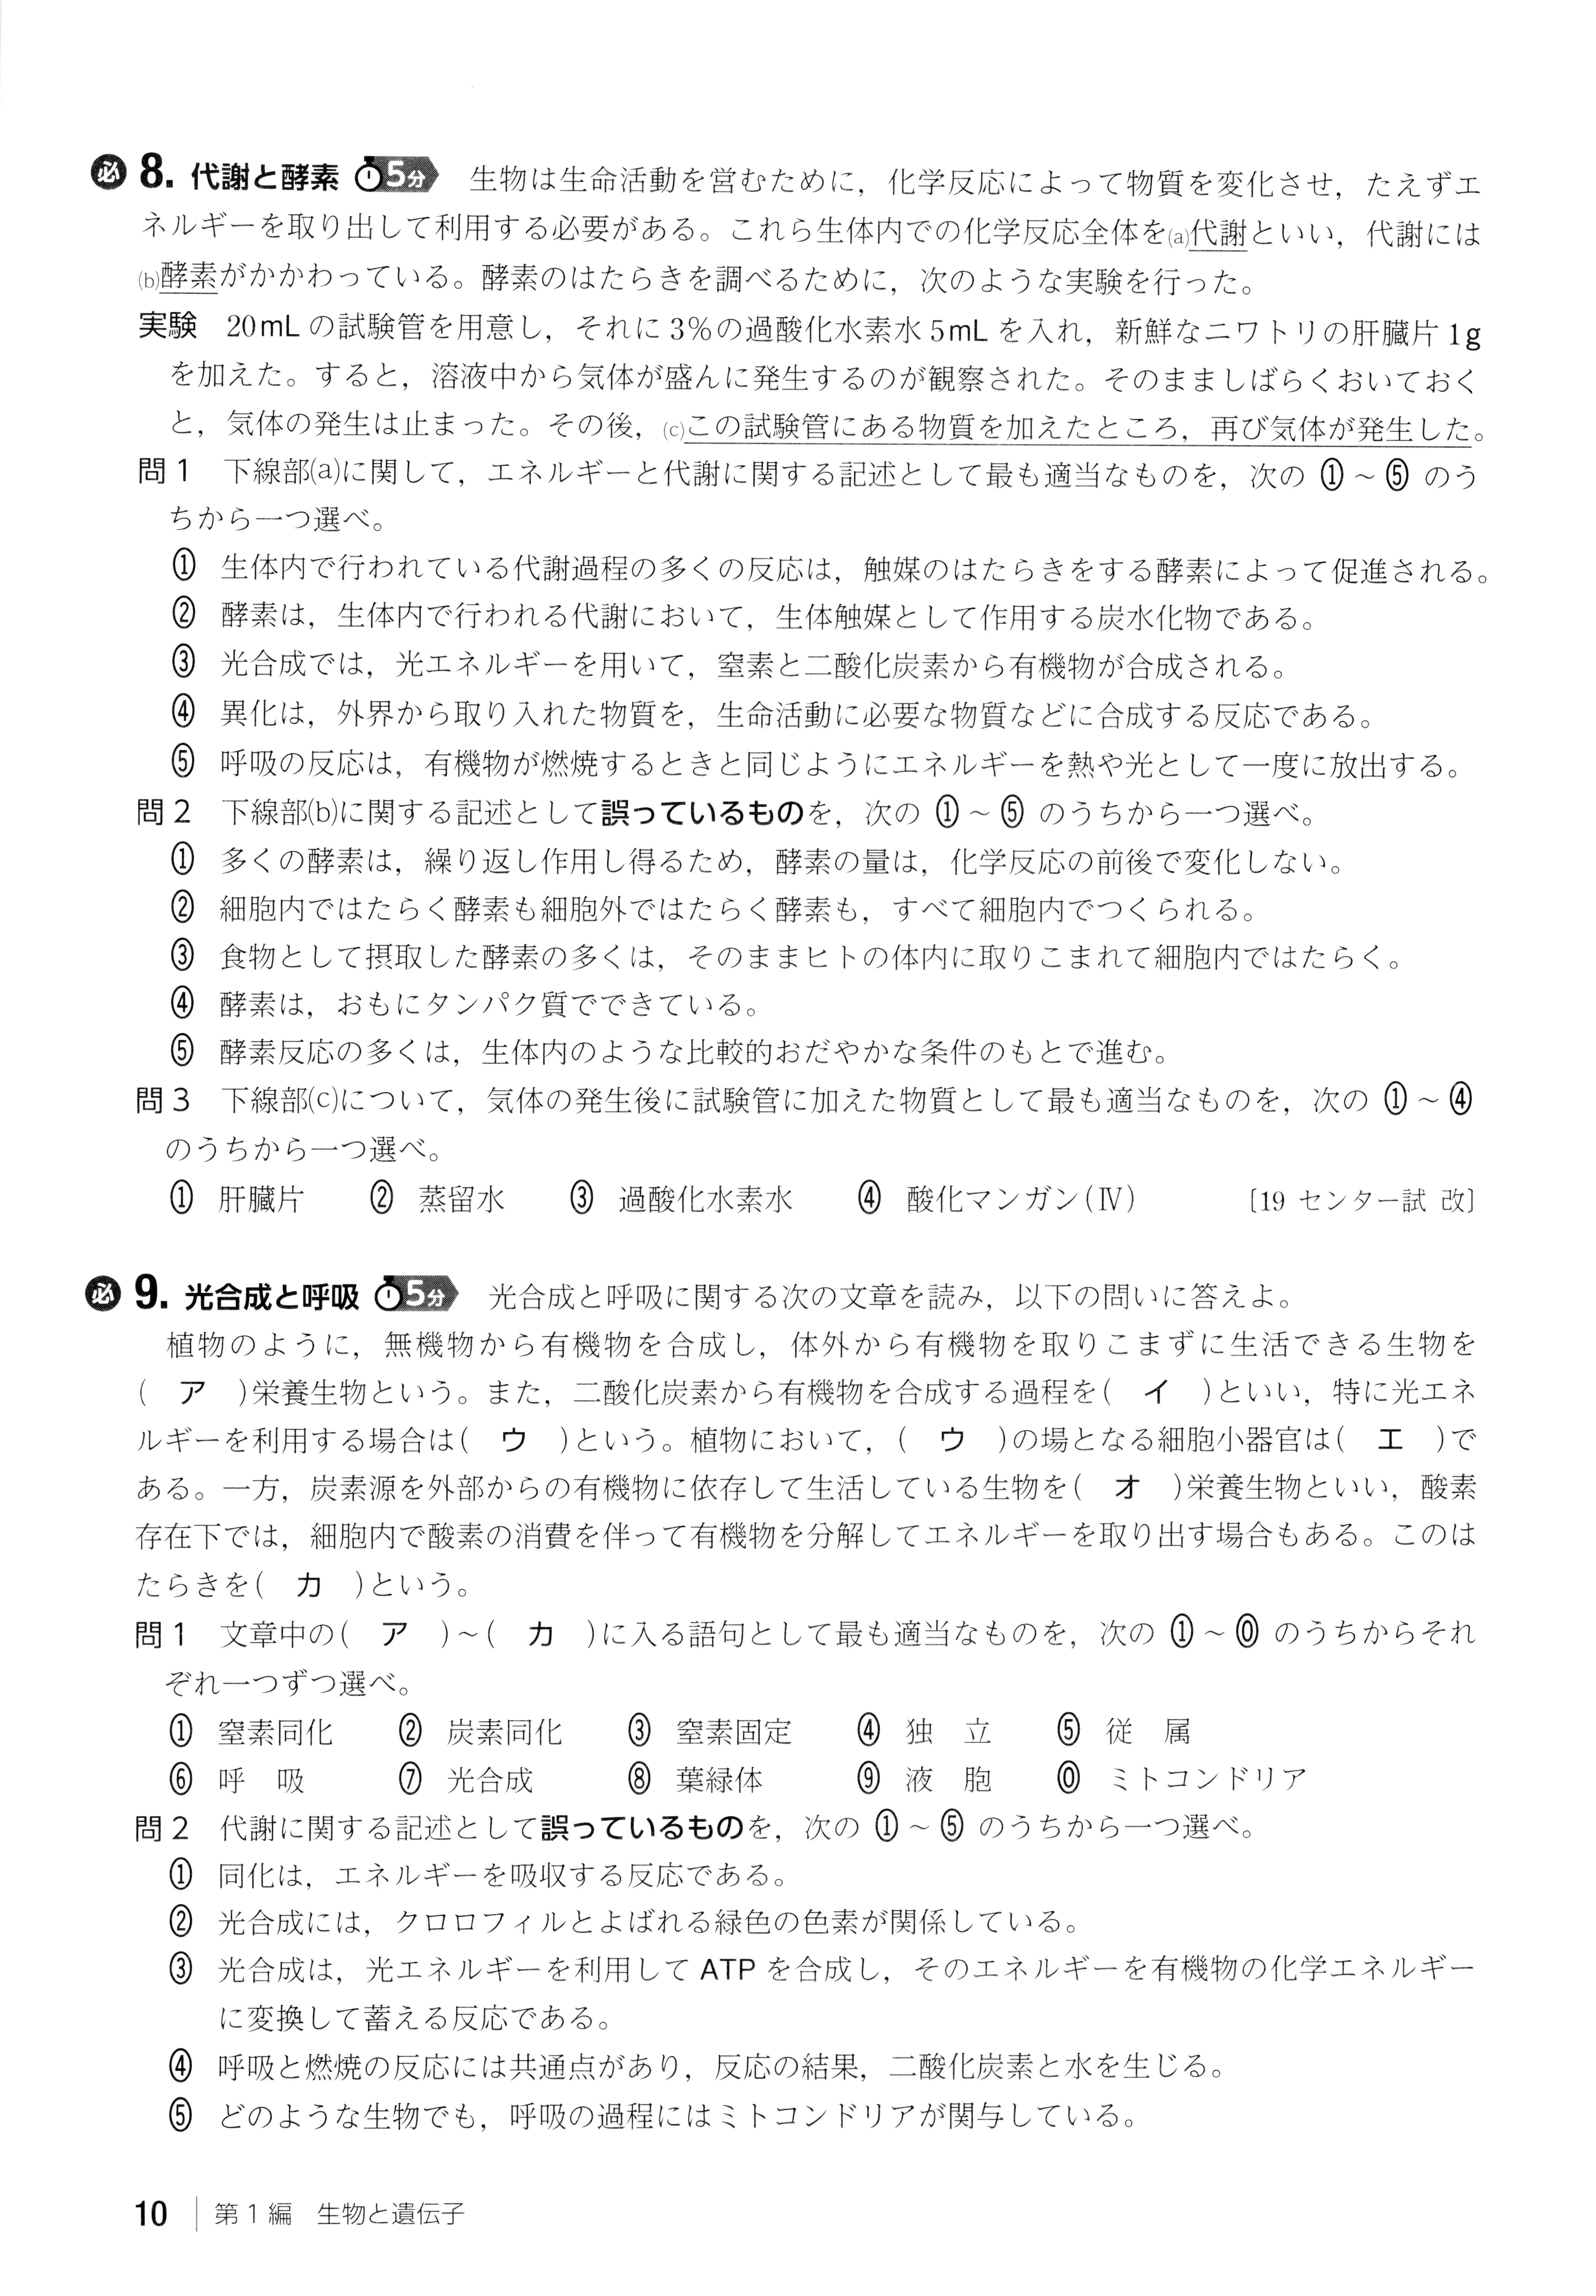 必 8. 代謝と酵素 5分 生物は生命活動を営むために，化学反応によって物質を変化させ，たえずエ
ネルギーを取り出して利用する必要がある。これら生体内での化学反応全体を(a)代謝といい，代謝には
(b)酵素がかかわっている。酵素のはたらきを調べるために，次のような実験を行った。
実験　20mLの試験管を用意し，それに3％の過酸化水素水5mLを入れ，新鮮なニワトリの肝臓片1g
を加えた。すると，溶液中から気体が盛んに発生するのが観察された。そのまましばらくおいておく
と，気体の発生は止まった。その後，(c)この試験管にある物質を加えたところ，再び気体が発生した。
問1　下線部(a)に関して，エネルギーと代謝に関する記述として最も適当なものを，次の ①～⑤ のう
ちから一つ選べ。
①　生体内で行われている代謝過程の多くの反応は，触媒のはたらきをする酵素によって促進される。
②　酵素は，生体内で行われる代謝において，生体触媒として作用する炭水化物である。
③　光合成では，光エネルギーを用いて，窒素と二酸化炭素から有機物が合成される。
④　異化は，外界から取り入れた物質を，生命活動に必要な物質などに合成する反応である。
⑤　呼吸の反応は，有機物が燃焼するときと同じようにエネルギーを熱や光として一度に放出する。
問2　下線部(b)に関する記述として誤っているものを，次の ①～⑤ のうちから一つ選べ。
①　多くの酵素は，繰り返し作用し得るため，酵素の量は，化学反応の前後で変化しない。
②　細胞内ではたらく酵素も細胞外ではたらく酵素も，すべて細胞内でつくられる。
③　食物として摂取した酵素の多くは，そのままヒトの体内に取りこまれて細胞内ではたらく。
④　酵素は，おもにタンパク質でできている。
⑤　酵素反応の多くは，生体内のような比較的おだやかな条件のもとで進む。
問3　下線部(c)について，気体の発生後に試験管に加えた物質として最も適当なものを，次の ①～④
のうちから一つ選べ。
①　肝臓片　②　蒸留水　③　過酸化水素水　④　酸化マンガン(Ⅳ)　〔19 センター試 改〕
必 9. 光合成と呼吸 5分 光合成と呼吸に関する次の文章を読み，以下の問いに答えよ。
植物のように，無機物から有機物を合成し，体外から有機物を取りこまずに生活できる生物を
(　ア　)栄養生物という。また，二酸化炭素から有機物を合成する過程を(　イ　)といい，特に光エネ
ルギーを利用する場合は(　ウ　)という。植物において，(　ウ　)の場となる細胞小器官は(　エ　)で
ある。一方，炭素源を外部からの有機物に依存して生活している生物を(　オ　)栄養生物といい，酸素
存在下では，細胞内で酸素の消費を伴って有機物を分解してエネルギーを取り出す場合もある。このは
たらきを(　カ　)という。
問1　文章中の(　ア　)～(　カ　)に入る語句として最も適当なものを，次の ①～⓪ のうちからそれ
ぞれ一つずつ選べ。
①　窒素同化　②　炭素同化　③　窒素固定　④　独　立　⑤　従　属
⑥　呼　吸　⑦　光合成　⑧　葉緑体　⑨　液　胞　⓪　ミトコンドリア
問2　代謝に関する記述として誤っているものを，次の ①～⑤ のうちから一つ選べ。
①　同化は，エネルギーを吸収する反応である。
②　光合成には，クロロフィルとよばれる緑色の色素が関係している。
③　光合成は，光エネルギーを利用してATPを合成し，そのエネルギーを有機物の化学エネルギー
に変換して蓄える反応である。
④　呼吸と燃焼の反応には共通点があり，反応の結果，二酸化炭素と水を生じる。
⑤　どのような生物でも，呼吸の過程にはミトコンドリアが関与している。
10　第1編　生物と遺伝子